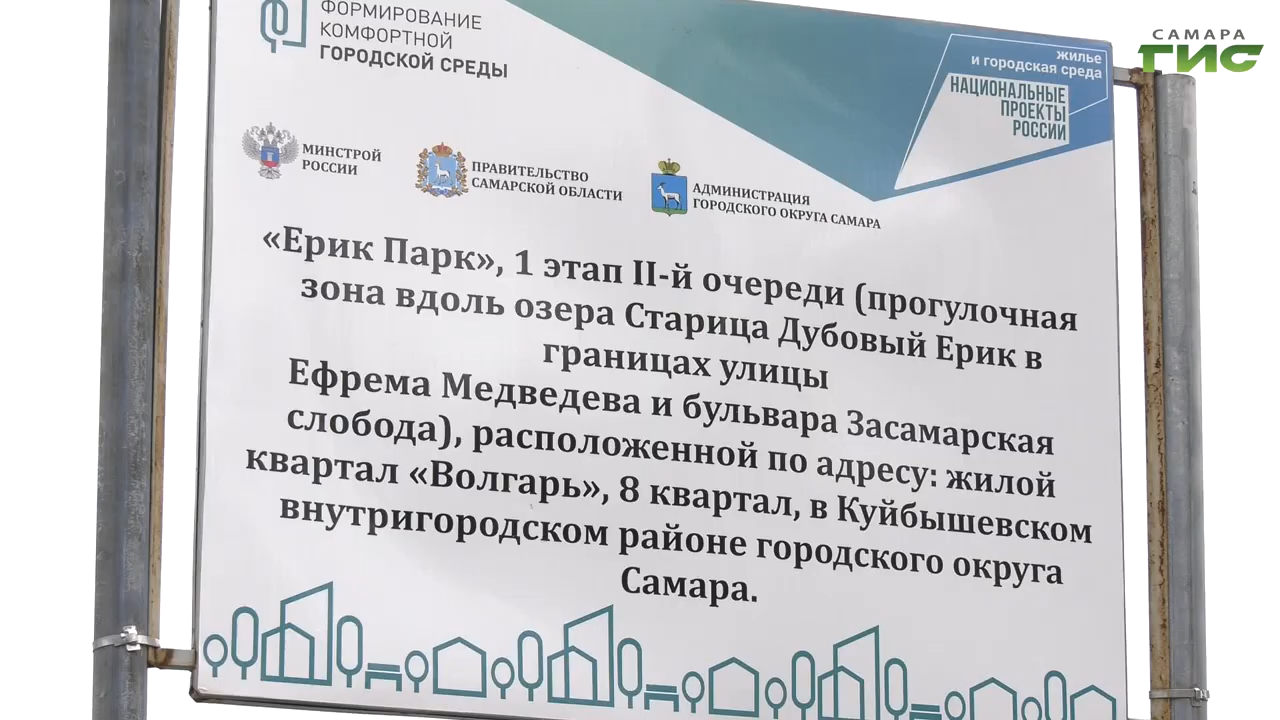 ФОРМИРОВАНИЕ
КОМФОРТНОЙ
ГОРОДСКОЙ СРЕДЫ
САМАРА
ГИС
жилье
и городская среда
НАЦИОНАЛЬНЫЕ
ПРОЕКТЫ
РОССИИ
МИНСТРОЙ
РОССИИ
ПРАВИТЕЛЬСТВО
САМАРСКОЙ ОБЛАСТИ
АДМИНИСТРАЦИЯ
ГОРОДСКОГО ОКРУГА САМАРА
«Ерик Парк», 1 этап II-й очереди (прогулочная
зона вдоль озера Старица Дубовый Ерик в
границах улицы
Ефрема Медведева и бульвара Засамарская
слобода), расположенной по адресу: жилой
квартал «Волгарь», 8 квартал, в Куйбышевском
внутригородском районе городского округа
Самара.